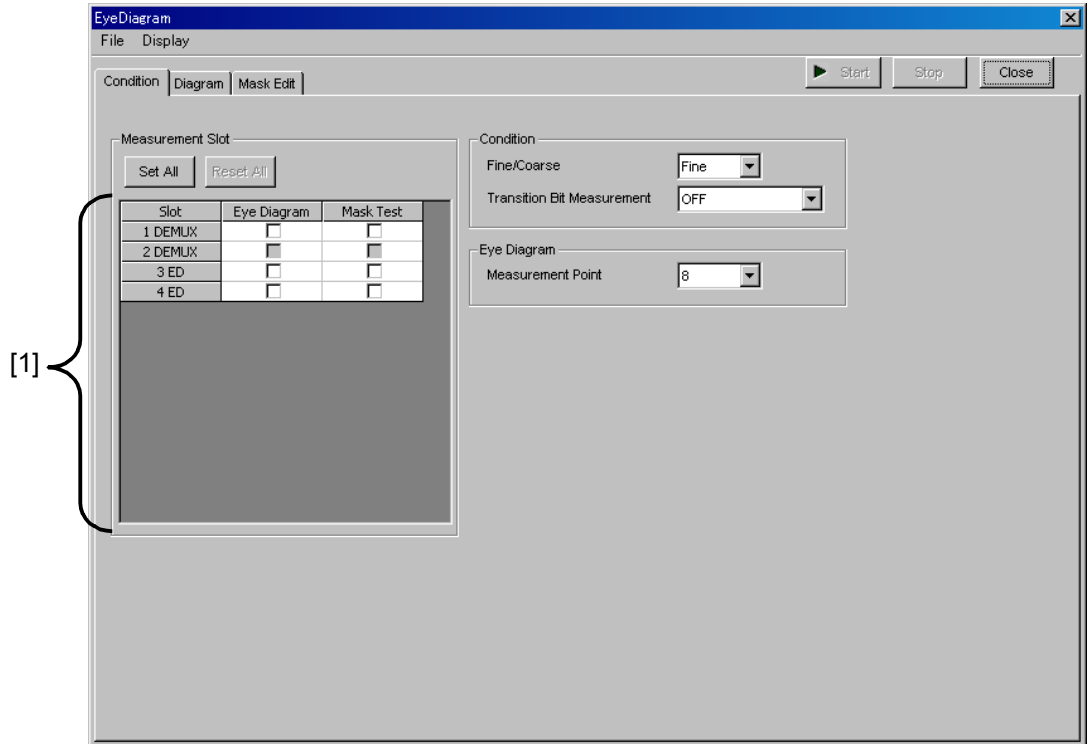 EyeDiagram
File Display
Start Stop Close
Condition Diagram Mask Edit
Measurement Slot
Set All Reset All
Slot Eye Diagram Mask Test
1 DEMUX
2 DEMUX
3 ED
4 ED
[1]
Condition
Fine/Coarse Fine
Transition Bit Measurement OFF
Eye Diagram
Measurement Point 8